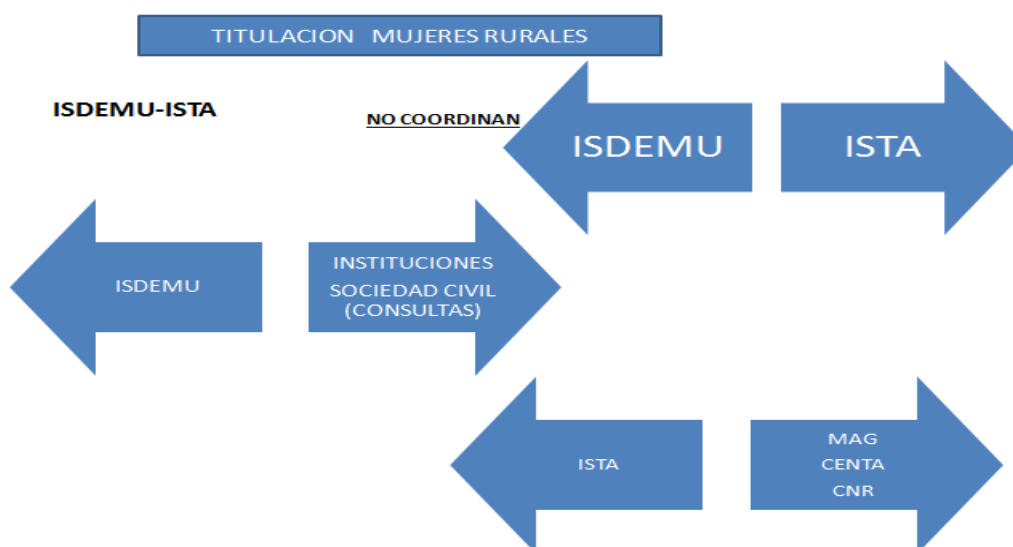 TITULACION MUJERES RURALES
ISDEMU-ISTA
NO COORDINAN
ISDEMU
ISTA
ISDEMU
INSTITUCIONES
SOCIEDAD CIVIL
(CONSULTAS)
ISTA
MAG
CENTA
CNR